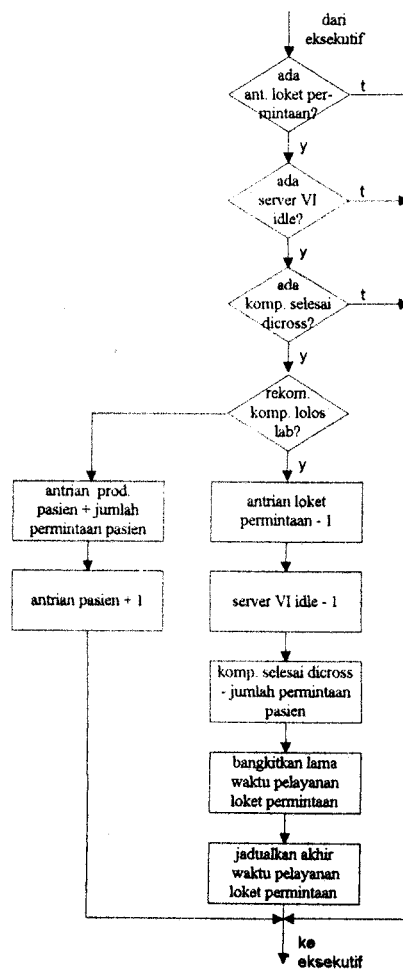 dari
eksekutif
ada
ant. loket per-
mintaan?
t
y
ada
server VI
idle?
t
y
ada
komp. selesai
dicross?
t
y
rekom.
komp. lolos
lab?
y
antrian prod.
pasien + jumlah
permintaan pasien
antrian loket
permintaan - 1
antrian pasien + 1
server VI idle - 1
komp. selesai dicross
- jumlah permintaan
pasien
bangkitkan lama
waktu pelayanan
loket permintaan
jadualkan akhir
waktu pelayanan
loket permintaan
ke
eksekutif